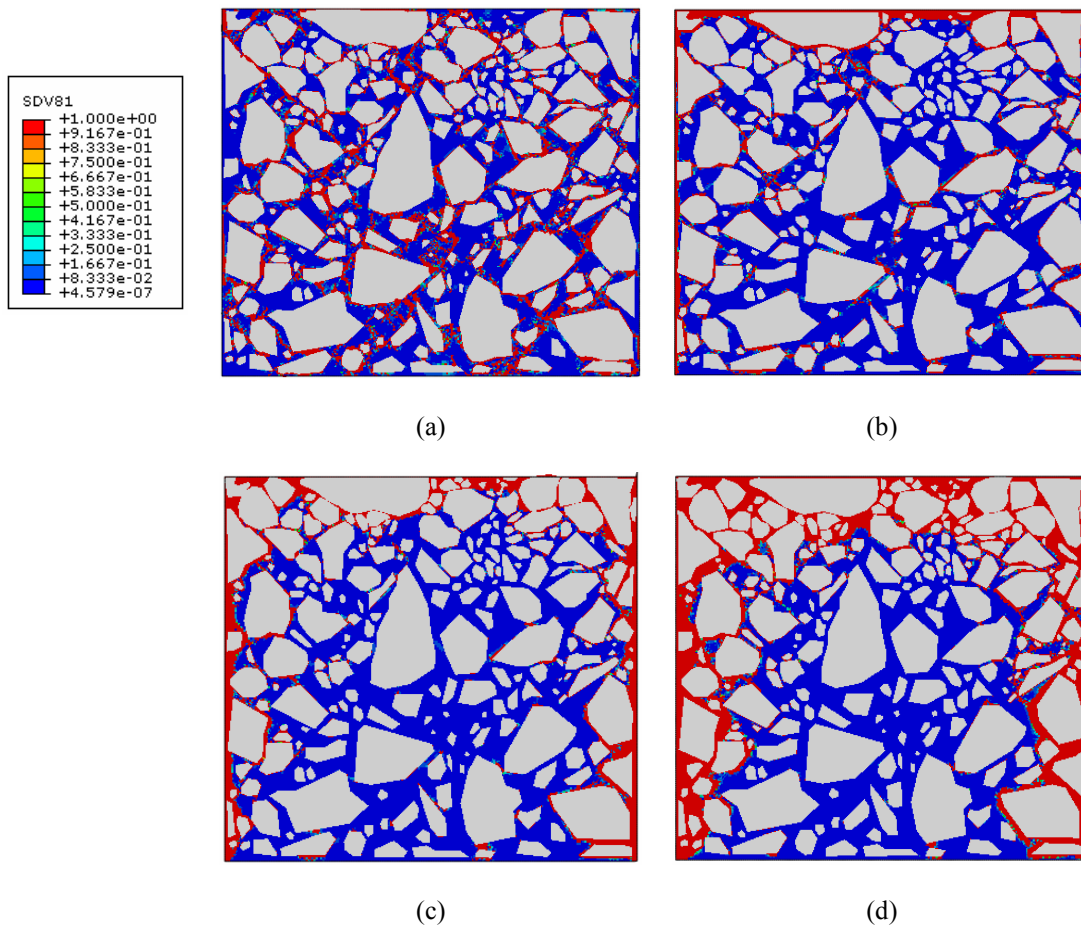 SDV81
+1.000e+00
+9.167e-01
+8.333e-01
+7.500e-01
+6.667e-01
+5.833e-01
+5.000e-01
+4.167e-01
+3.333e-01
+2.500e-01
+1.667e-01
+8.333e-02
+4.579e-07
(a)
(b)
(c)
(d)